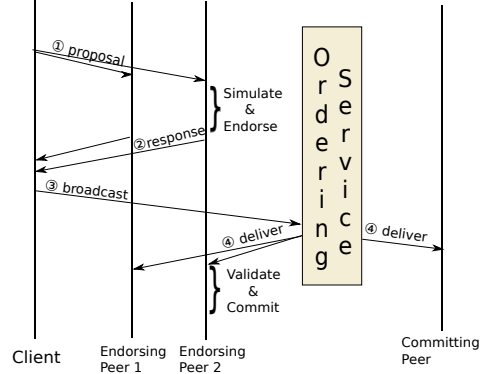 ① proposal
Simulate
&
Endorse
②response
③ broadcast
④ deliver
④ deliver
Validate
&
Commit
Ordering
Service
Client
Endorsing
Peer 1
Endorsing
Peer 2
Committing
Peer